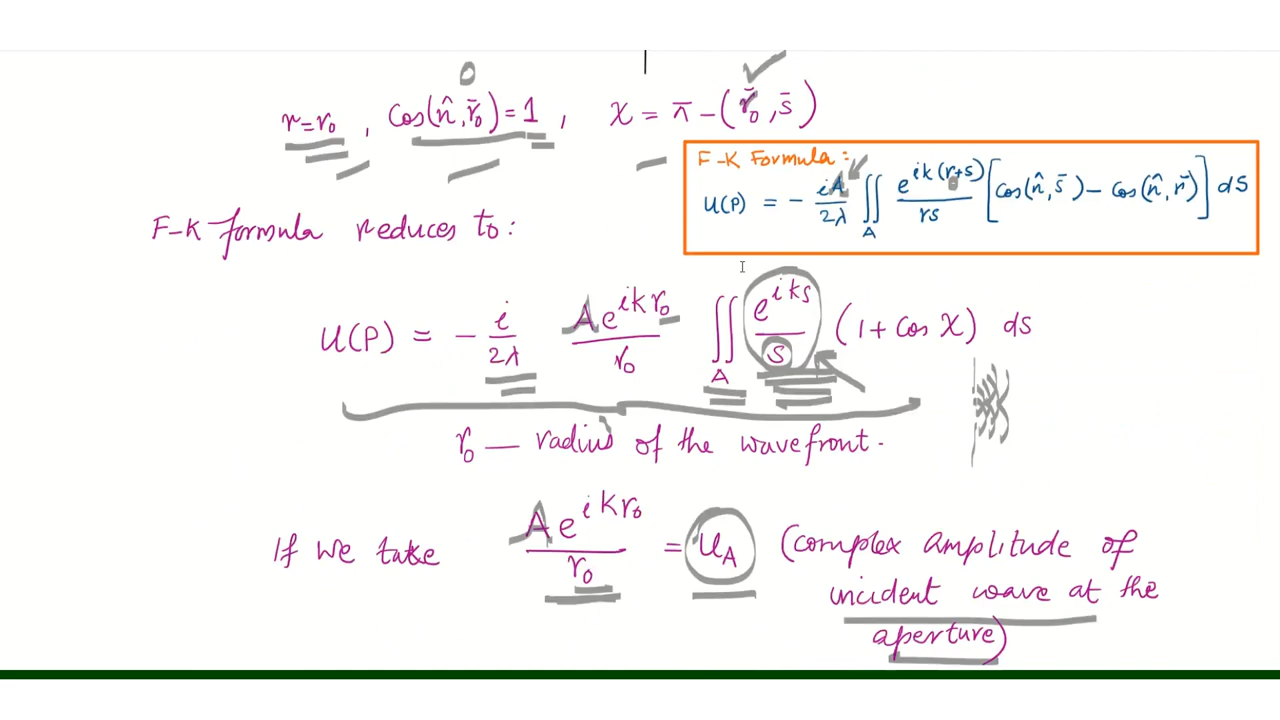 0
r=r₀ , Cos(n̂,r̄₀)=1 , χ = π-(r̄₀,s̄)
F-K Formula:
U(P) = - iA/2λ ∬_A e^{ik(r+s)}/rs [Cos(n̂,s̄) - Cos(n̂,r̄)] dS
F-K formula reduces to:
U(P) = - i/2λ Ae^{ikr₀}/r₀ ∬_A e^{iks}/s (1+cos χ) ds
r₀ — radius of the wavefront.
If we take Ae^{ikr₀}/r₀ = U_A (complex amplitude of
incident wave at the
aperture)